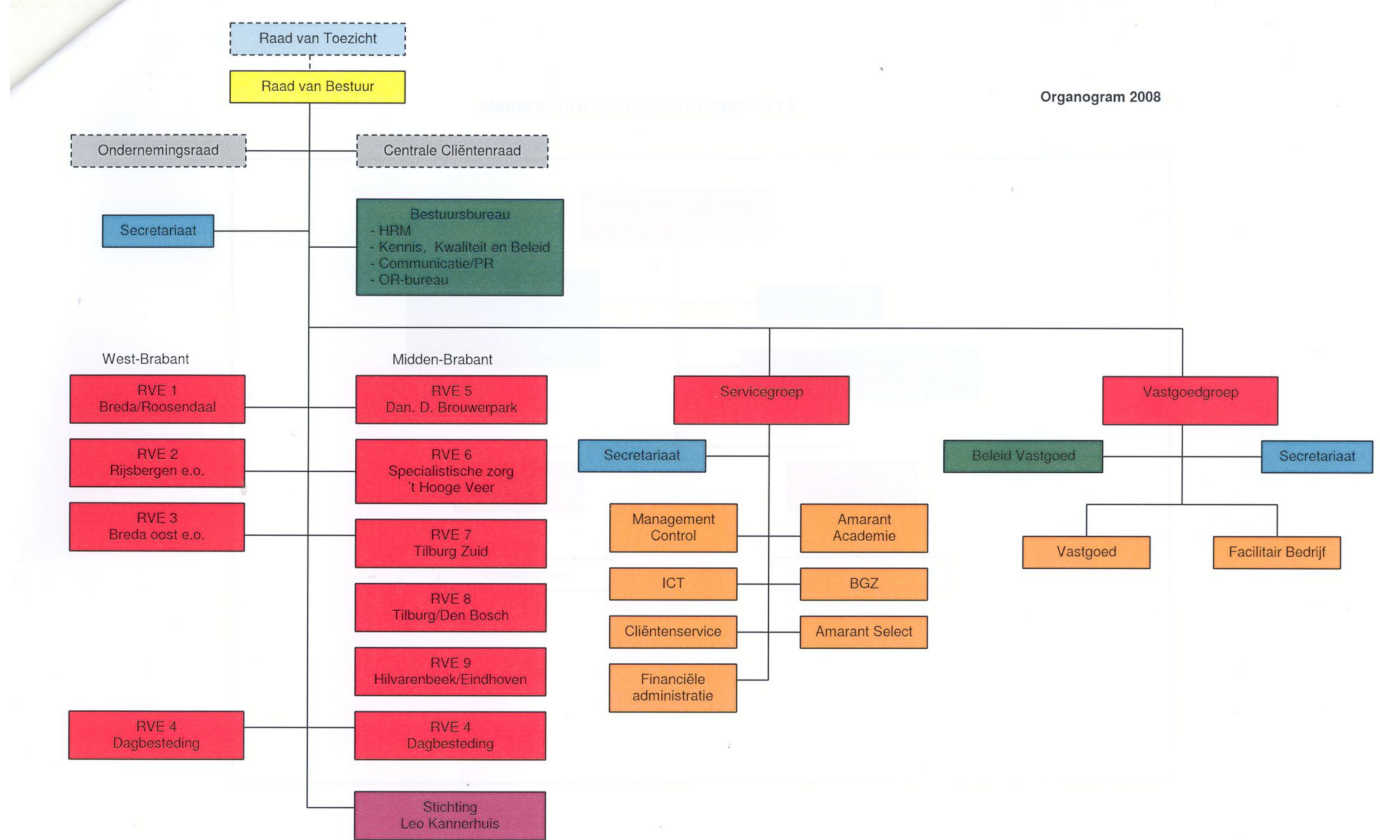 Raad van Toezicht
Raad van Bestuur
Organogram 2008
Ondernemingsraad
Centrale Cliëntenraad
Secretariaat
Bestuursbureau
- HRM
- Kennis, Kwaliteit en Beleid
- Communicatie/PR
- OR-bureau
West-Brabant
RVE 1
Breda/Roosendaal
RVE 2
Rijsbergen e.o.
RVE 3
Breda oost e.o.
RVE 4
Dagbesteding
Midden-Brabant
RVE 5
Dan. D. Brouwerpark
RVE 6
Specialistische zorg
't Hooge Veer
RVE 7
Tilburg Zuid
RVE 8
Tilburg/Den Bosch
RVE 9
Hilvarenbeek/Eindhoven
RVE 4
Dagbesteding
Stichting
Leo Kannerhuis
Servicegroep
Secretariaat
Management
Control
Amarant
Academie
ICT
BGZ
Cliëntenservice
Amarant Select
Financiële
administratie
Vastgoedgroep
Beleid Vastgoed
Secretariaat
Vastgoed
Facilitair Bedrijf